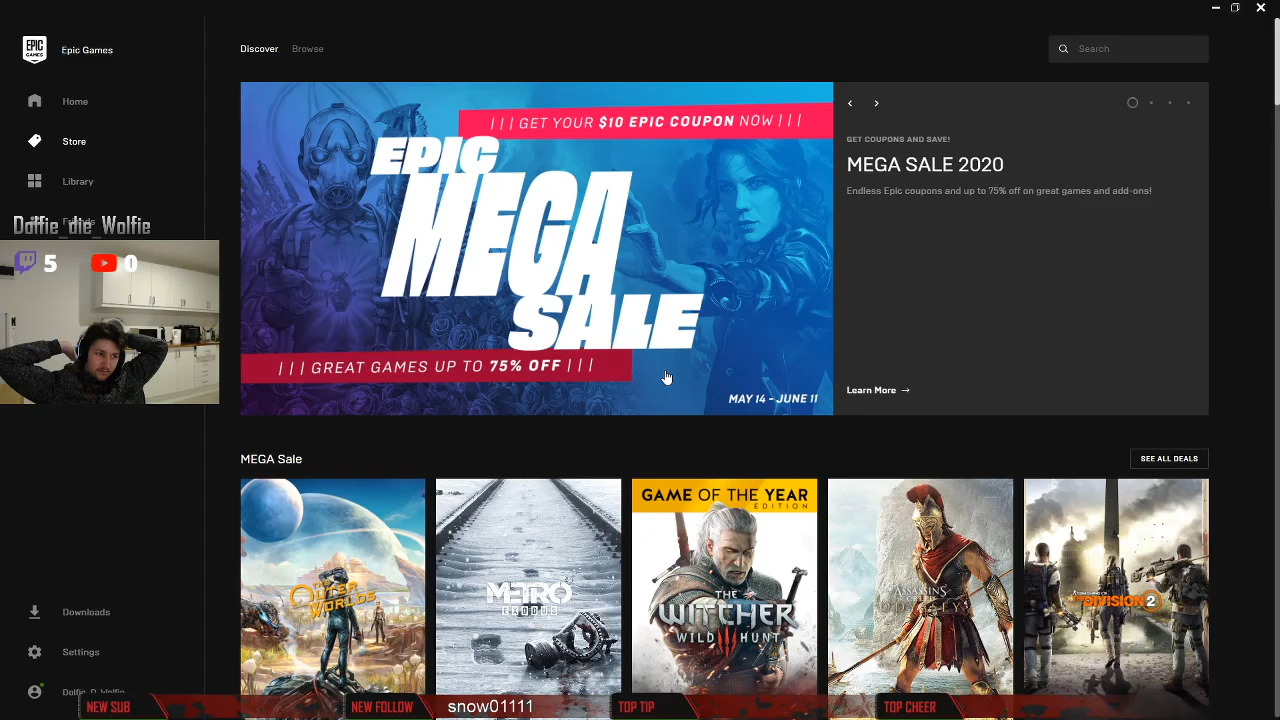 EPIC
GAMES
Epic Games
Discover
Browse
Search
Home
Store
Library
Friends
Dolfie_die_Wolfie
5
0
Downloads
Settings
Dolfie_D_Wolfie
||| GET YOUR $10 EPIC COUPON NOW |||
EPIC
MEGA
SALE
||| GREAT GAMES UP TO 75% OFF |||
MAY 14 - JUNE 11
GET COUPONS AND SAVE!
MEGA SALE 2020
Endless Epic coupons and up to 75% off on great games and add-ons!
Learn More →
MEGA Sale
SEE ALL DEALS
THE
OUTER
WORLDS
METRO
EXODUS
GAME OF THE YEAR
EDITION
THE
WITCHER
WILD HUNT
ASSASSIN'S
ODYSSEY
THE DIVISION 2
NEW SUB
NEW FOLLOW
snow01111
TOP TIP
TOP CHEER